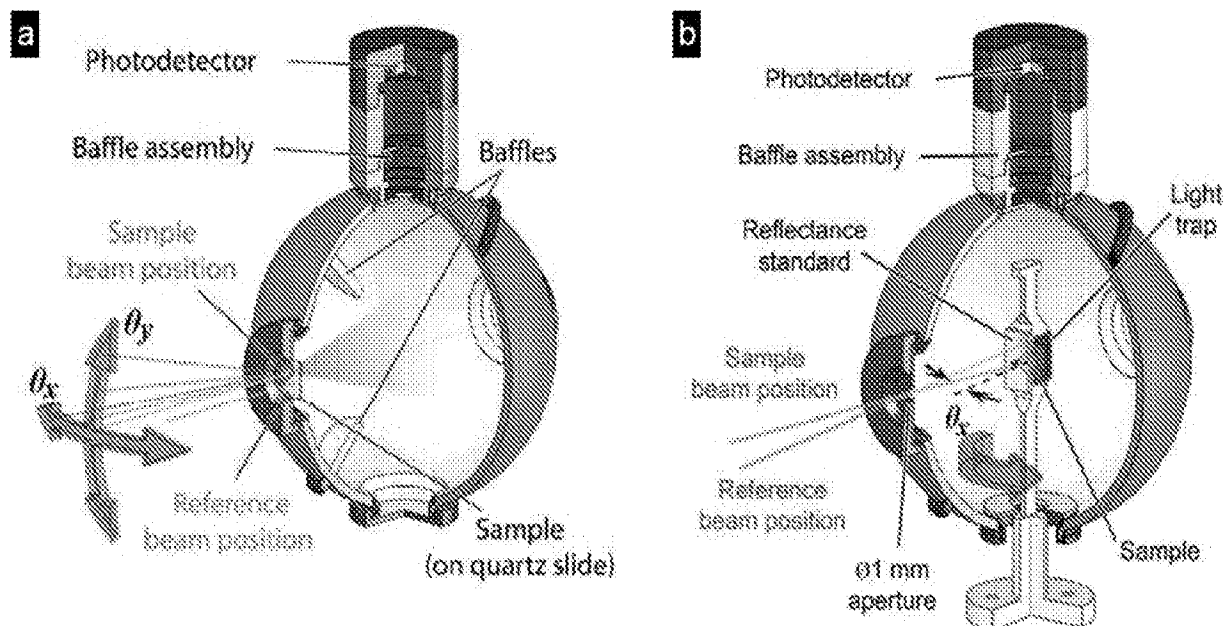 a
Photodetector
Baffle assembly
Baffles
Sample
beam position
θy
θx
Reference
beam position
Sample
(on quartz slide)
b
Photodetector
Baffle assembly
Light
trap
Reflectance
standard
Sample
beam position
θx
Reference
beam position
Sample
ø1 mm
aperture